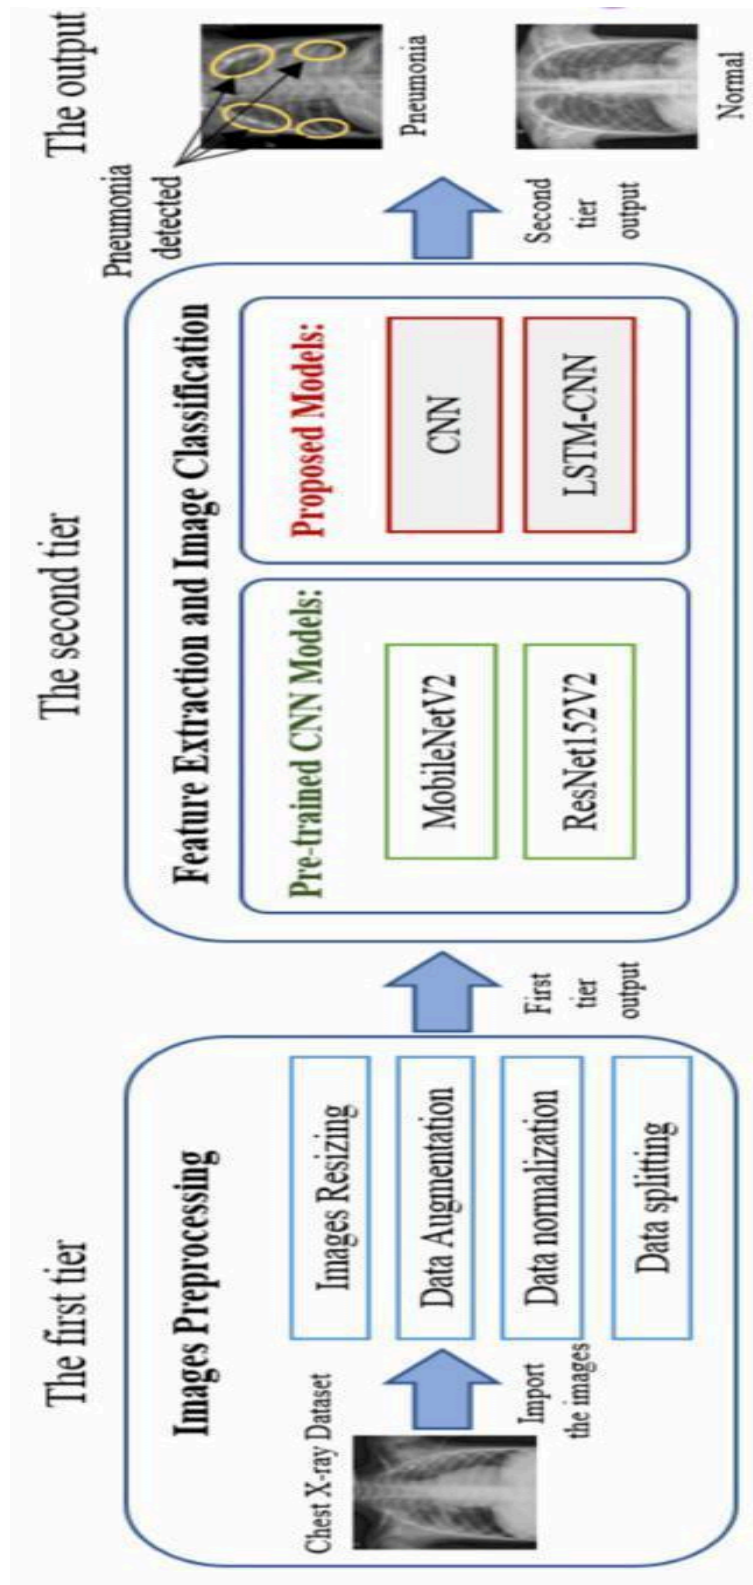 The first tier
Images Preprocessing
Chest X-ray Dataset
Import
the images
Images Resizing
Data Augmentation
Data normalization
Data splitting
First
tier
output
The second tier
Feature Extraction and Image Classification
Pre-trained CNN Models:
MobileNetV2
ResNet152V2
Proposed Models:
CNN
LSTM-CNN
Second
tier
output
The output
Pneumonia
detected
Pneumonia
Normal